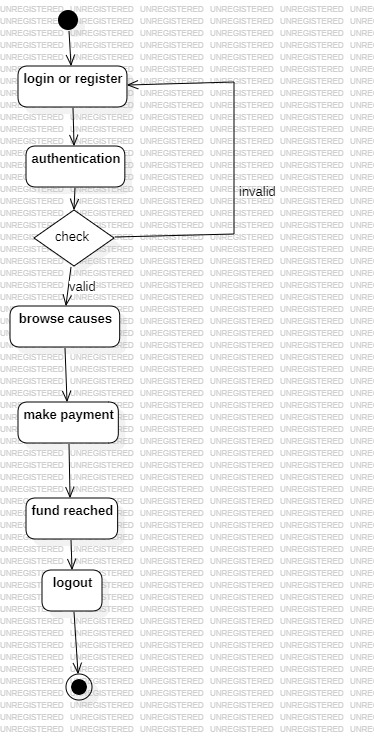 login or register
authentication
invalid
check
valid
browse causes
make payment
fund reached
logout
UNREGISTERED